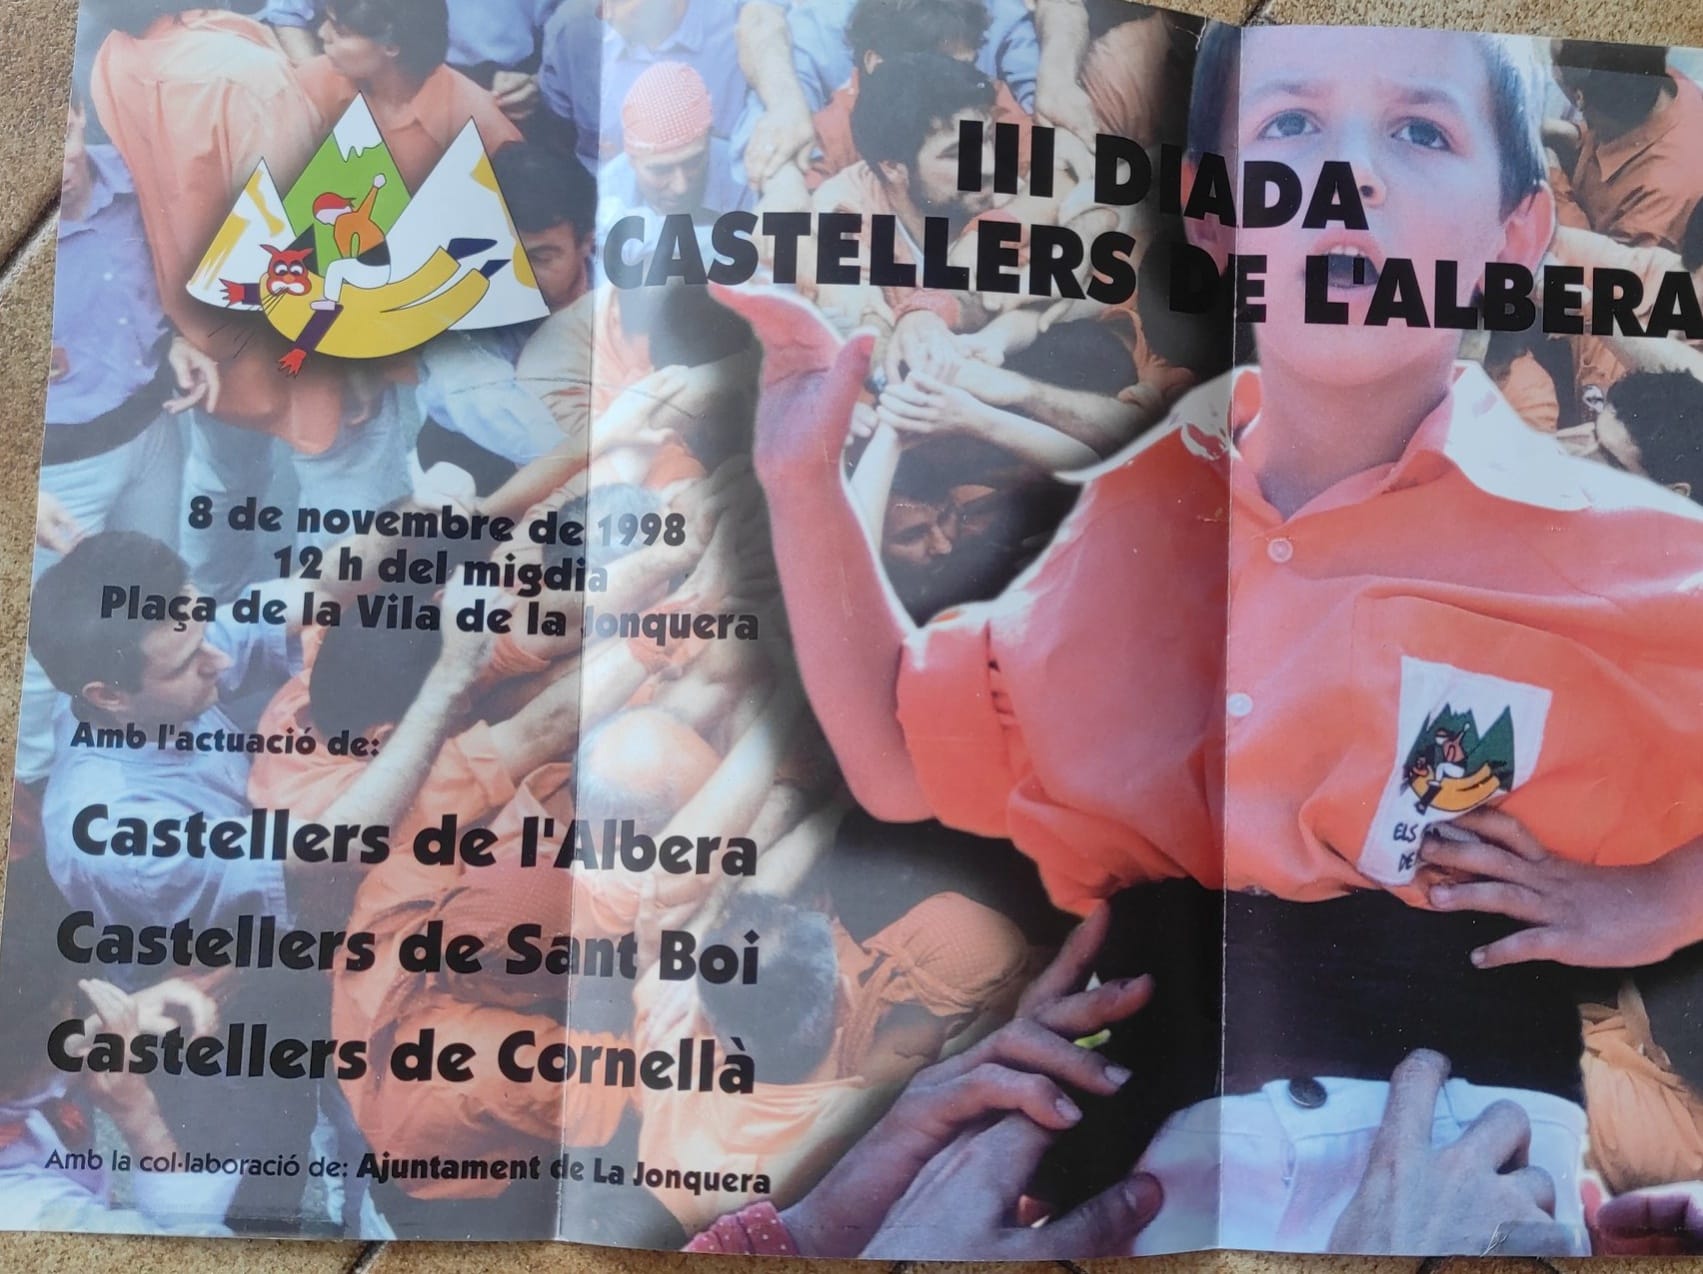 III DIADA
CASTELLERS DE L'ALBERA
8 de novembre de 1998
12 h del migdia
Plaça de la Vila de la Jonquera
Amb l'actuació de:
Castellers de l'Albera
Castellers de Sant Boi
Castellers de Cornellà
Amb la col·laboració de: Ajuntament de La Jonquera
ELS
DE